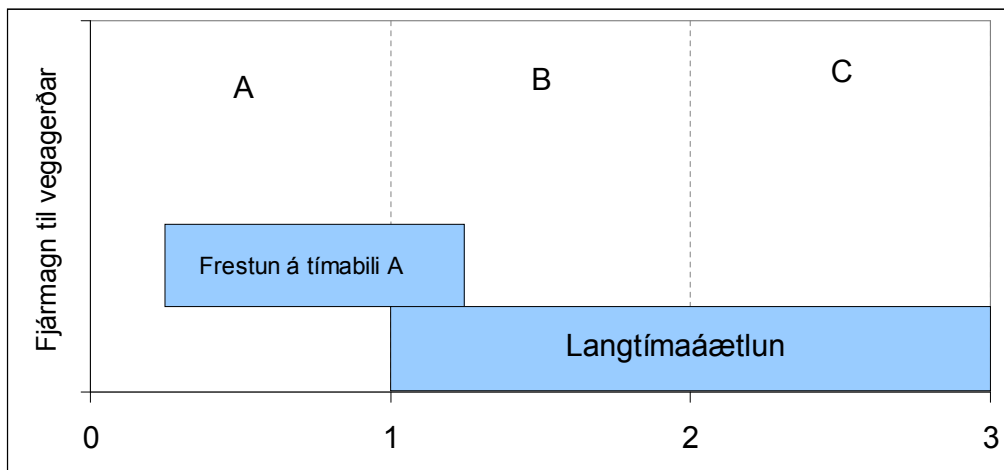 Fjármagn til vegagerðar
A
B
C
Frestun á tímabili A
Langtímaáætlun
0
1
2
3